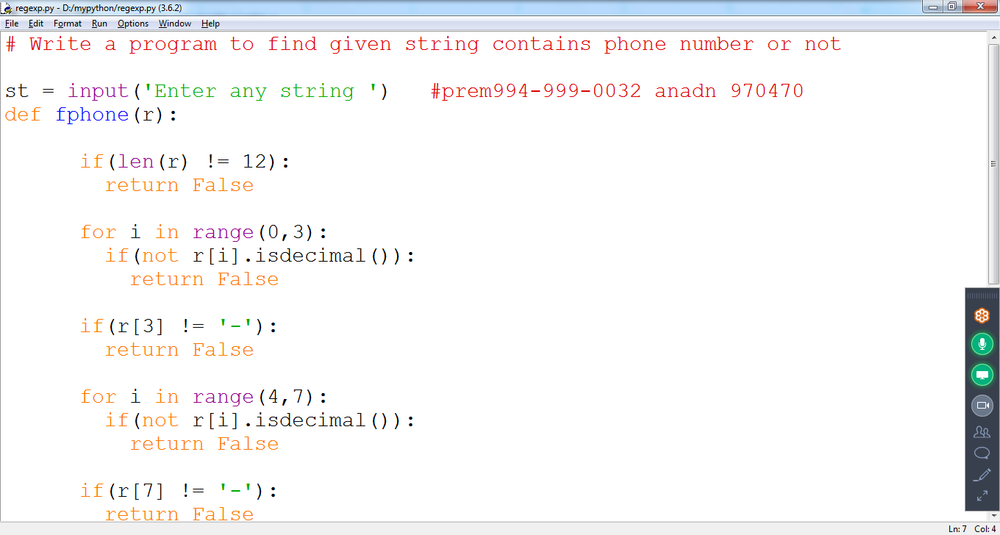 regexp.py - D:/mypython/regexp.py (3.6.2)
File Edit Format Run Options Window Help
# Write a program to find given string contains phone number or not
st = input('Enter any string ')   #prem994-999-0032 anadn 970470
def fphone(r):
      if(len(r) != 12):
        return False
      for i in range(0,3):
        if(not r[i].isdecimal()):
          return False
      if(r[3] != '-'):
        return False
      for i in range(4,7):
        if(not r[i].isdecimal()):
          return False
      if(r[7] != '-'):
        return False
Ln: 7 Col: 4